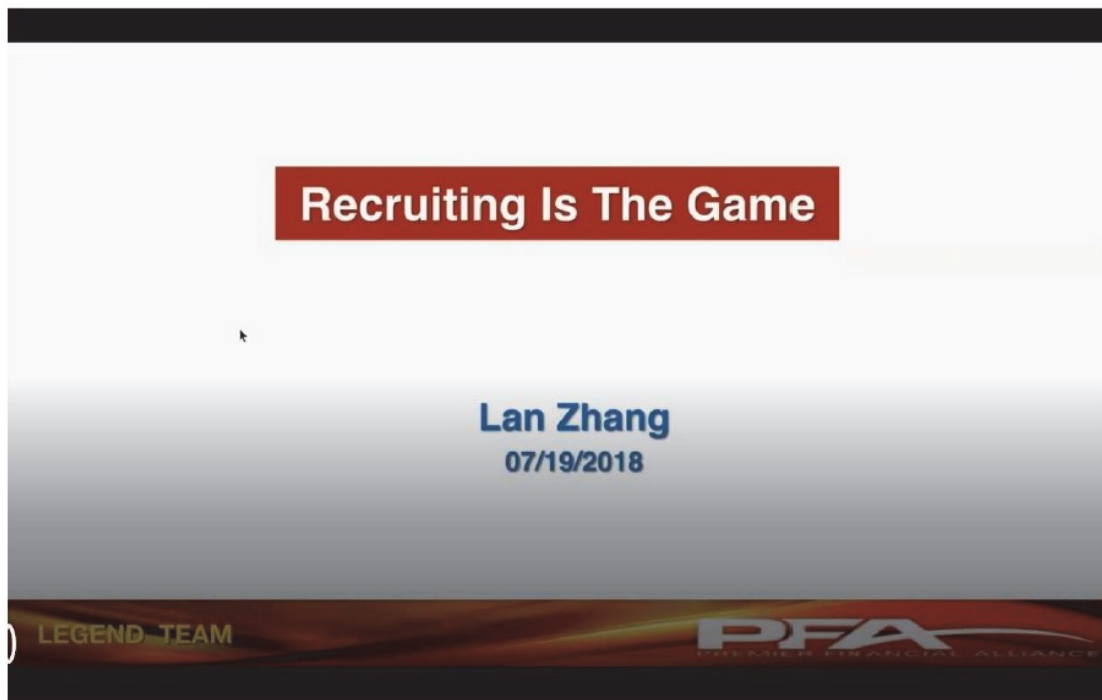 Recruiting Is The Game
Lan Zhang
07/19/2018
LEGEND TEAM
PFA
PREMIER FINANCIAL ALLIANCE